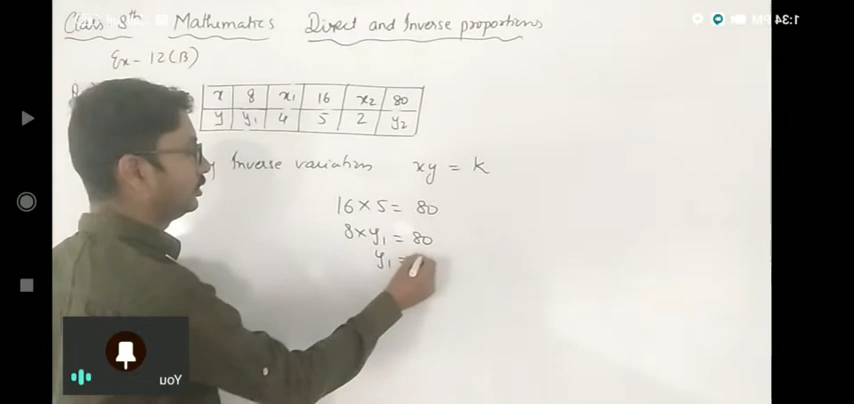 Class 8th Mathematics Direct and Inverse proportions
1:34 PM
Ex-12(B)
x 8 x₁ 16 x₂ 80
y y₁ 4 5 2 y₂
Inverse variation xy = K
16 × 5 = 80
8 × y₁ = 80
y₁ =
You